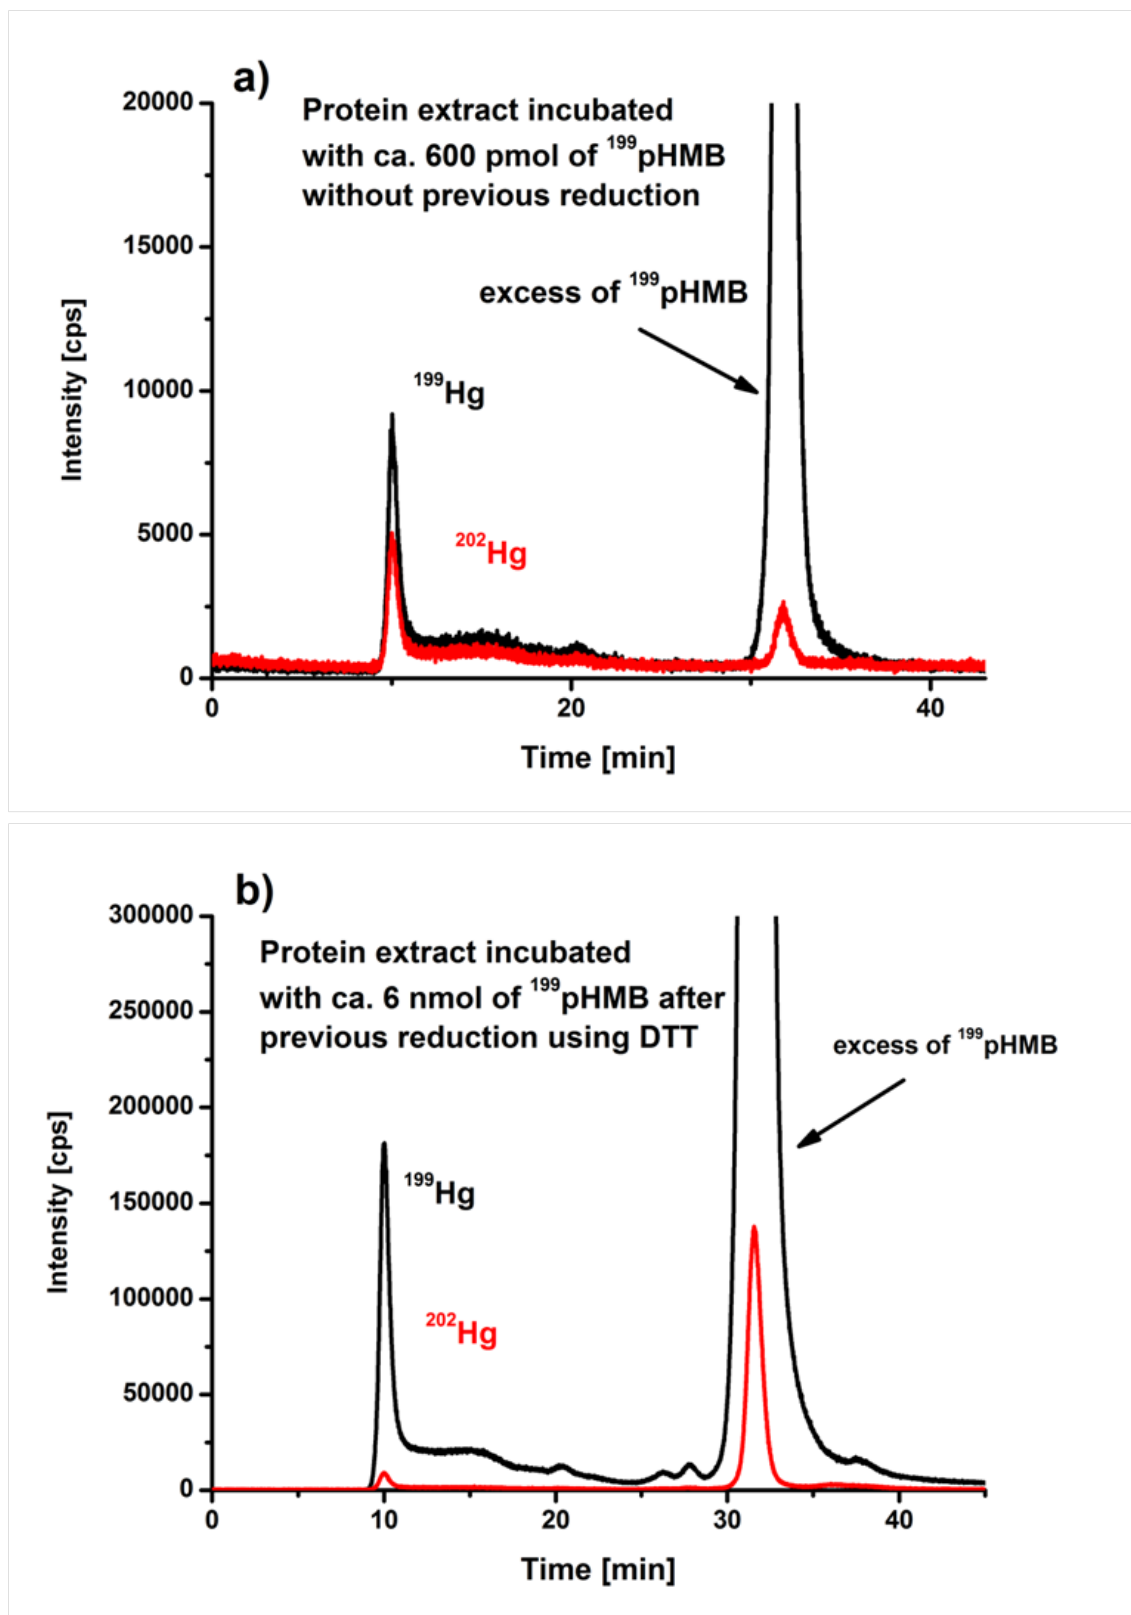 a)
Protein extract incubated
with ca. 600 pmol of ¹⁹⁹pHMB
without previous reduction
excess of ¹⁹⁹pHMB
¹⁹⁹Hg
²⁰²Hg
Intensity [cps]
20000
15000
10000
5000
0
0 20 40
Time [min]
b)
Protein extract incubated
with ca. 6 nmol of ¹⁹⁹pHMB after
previous reduction using DTT
excess of ¹⁹⁹pHMB
¹⁹⁹Hg
²⁰²Hg
Intensity [cps]
300000
250000
200000
150000
100000
50000
0
0 10 20 30 40
Time [min]